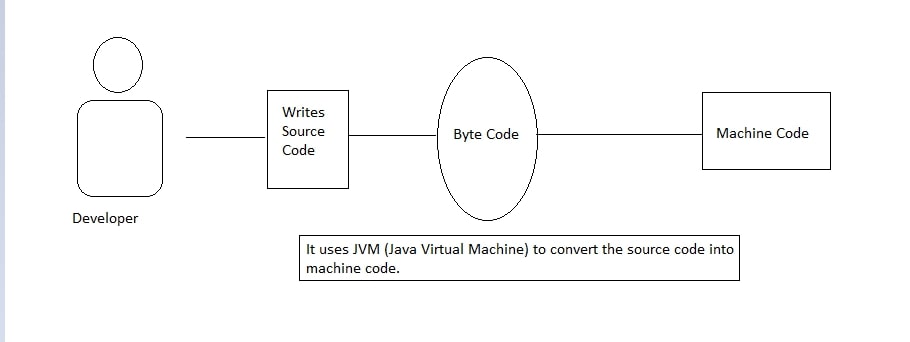 Writes
Source
Code
Byte Code
Machine Code
Developer
It uses JVM (Java Virtual Machine) to convert the source code into
machine code.